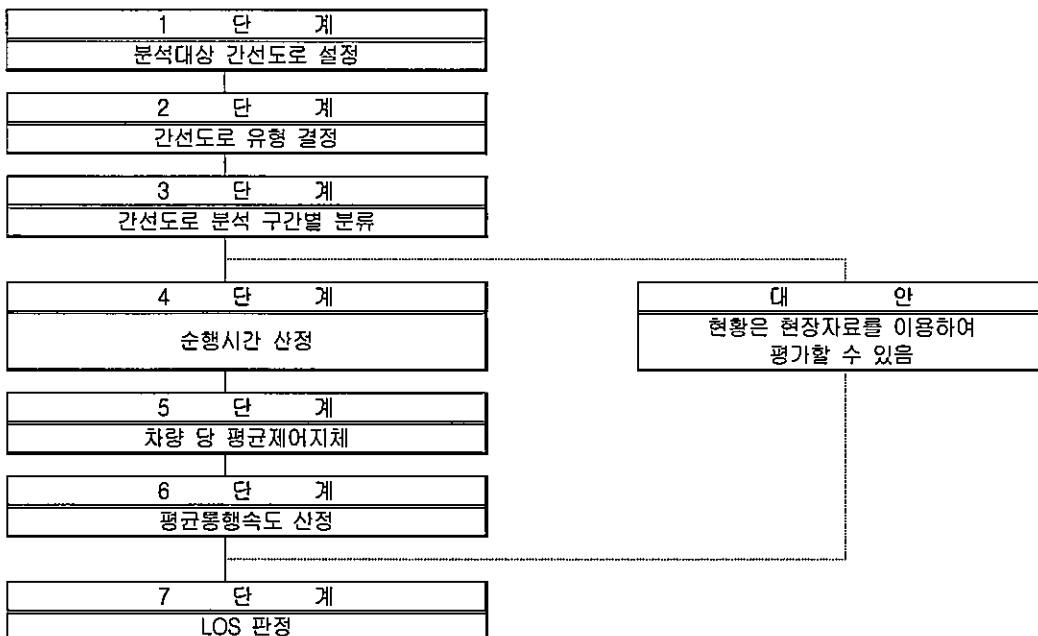 1 단 계
분석대상 간선도로 설정
2 단 계
간선도로 유형 결정
3 단 계
간선도로 분석 구간별 분류
4 단 계
순행시간 산정
대 안
현황은 현장자료를 이용하여
평가할 수 있음
5 단 계
차량 당 평균제어지체
6 단 계
평균통행속도 산정
7 단 계
LOS 판정